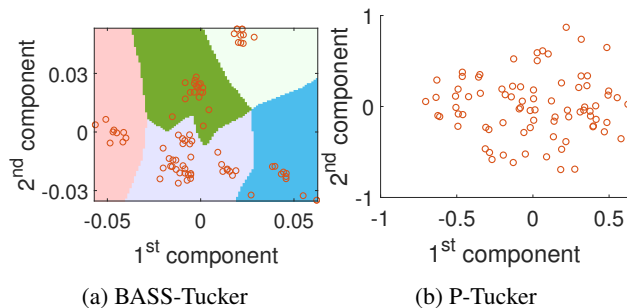 2nd component
0.03
0
-0.03
-0.05
0
0.05
1st component
(a) BASS-Tucker
2nd component
1
0
-1
-1
-0.5
0
0.5
1st component
(b) P-Tucker